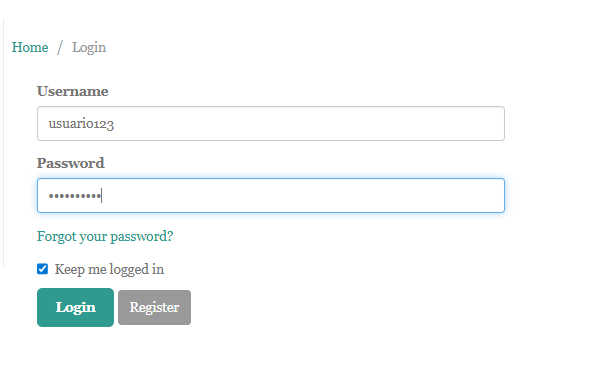 Home / Login
Username
usuario123
Password
••••••••••
Forgot your password?
Keep me logged in
Login Register